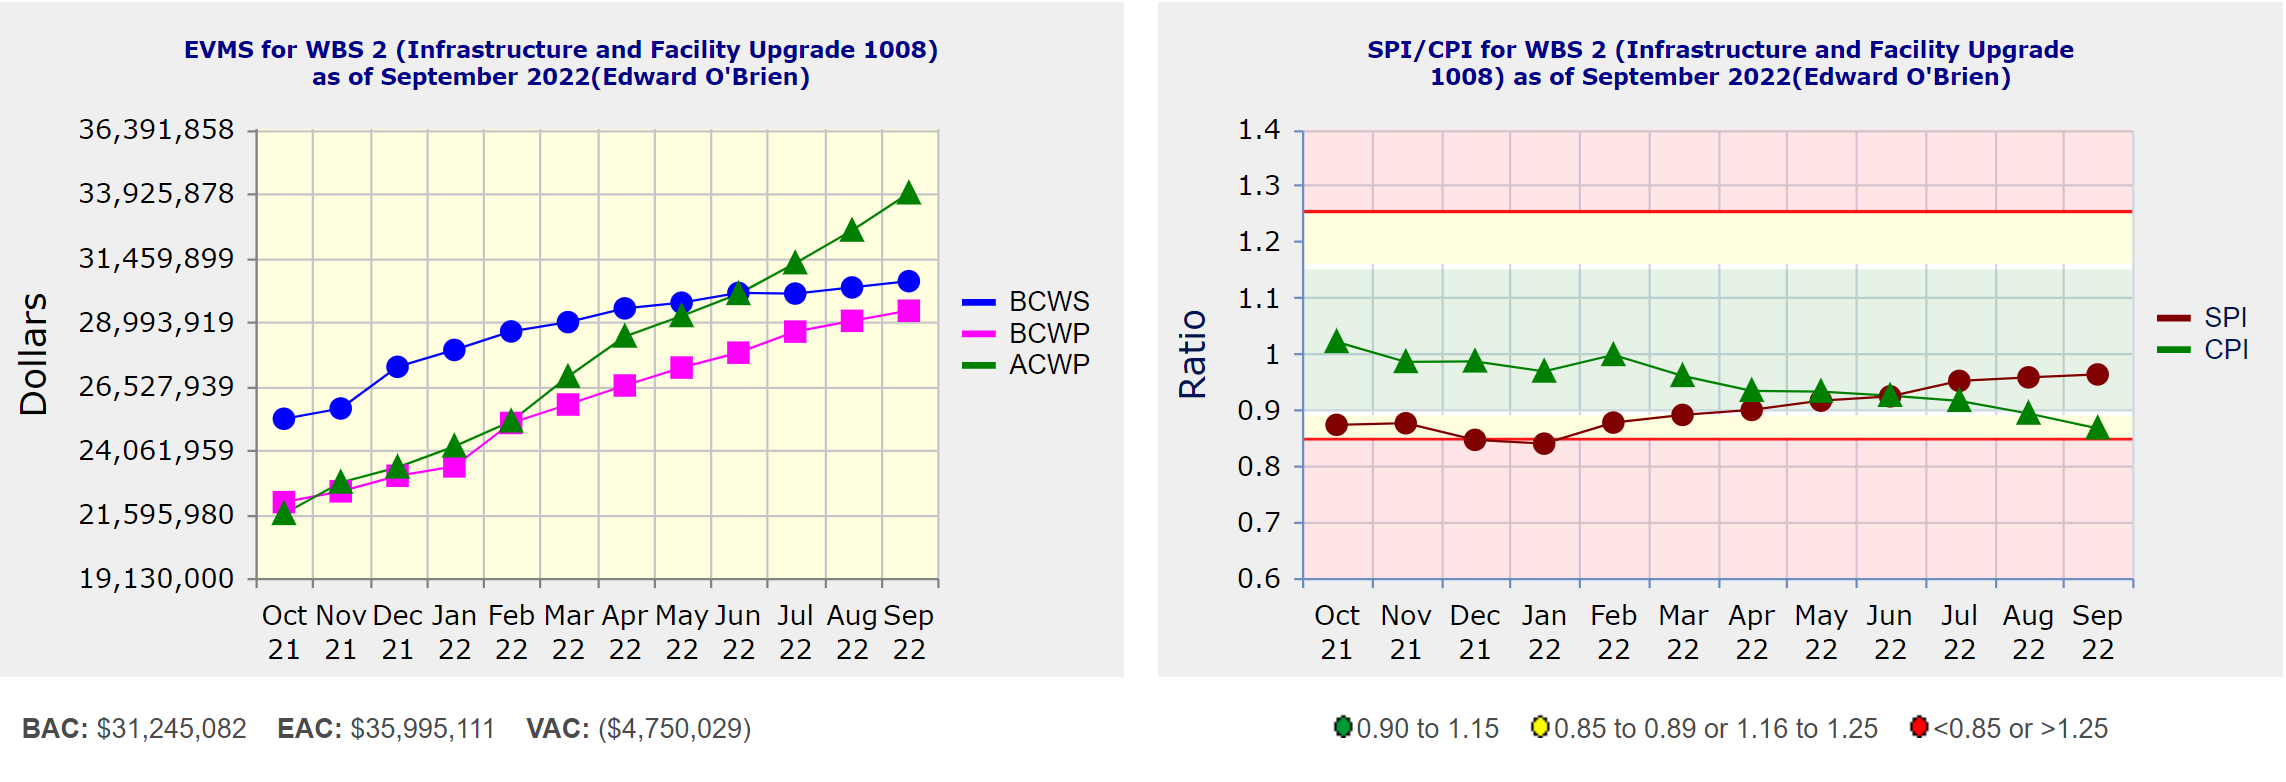 EVMS for WBS 2 (Infrastructure and Facility Upgrade 1008)
as of September 2022(Edward O'Brien)
36,391,858
33,925,878
31,459,899
28,993,919
26,527,939
24,061,959
21,595,980
19,130,000
Dollars
Oct Nov Dec Jan Feb Mar Apr May Jun Jul Aug Sep
21 21 21 22 22 22 22 22 22 22 22 22
BCWS
BCWP
ACWP
BAC: $31,245,082 EAC: $35,995,111 VAC: ($4,750,029)
SPI/CPI for WBS 2 (Infrastructure and Facility Upgrade
1008) as of September 2022(Edward O'Brien)
1.4
1.3
1.2
1.1
1
0.9
0.8
0.7
0.6
Ratio
Oct Nov Dec Jan Feb Mar Apr May Jun Jul Aug Sep
21 21 21 22 22 22 22 22 22 22 22 22
SPI
CPI
0.90 to 1.15 0.85 to 0.89 or 1.16 to 1.25 <0.85 or >1.25